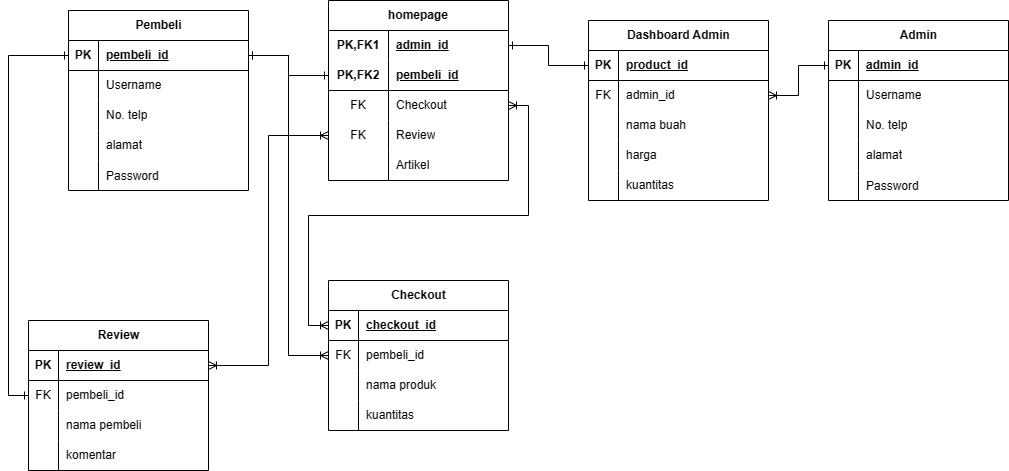 Pembeli
PK pembeli_id
Username
No. telp
alamat
Password
homepage
PK,FK1 admin_id
PK,FK2 pembeli_id
FK Checkout
FK Review
Artikel
Dashboard Admin
PK product_id
FK admin_id
nama buah
harga
kuantitas
Admin
PK admin_id
Username
No. telp
alamat
Password
Review
PK review_id
FK pembeli_id
nama pembeli
komentar
Checkout
PK checkout_id
FK pembeli_id
nama produk
kuantitas